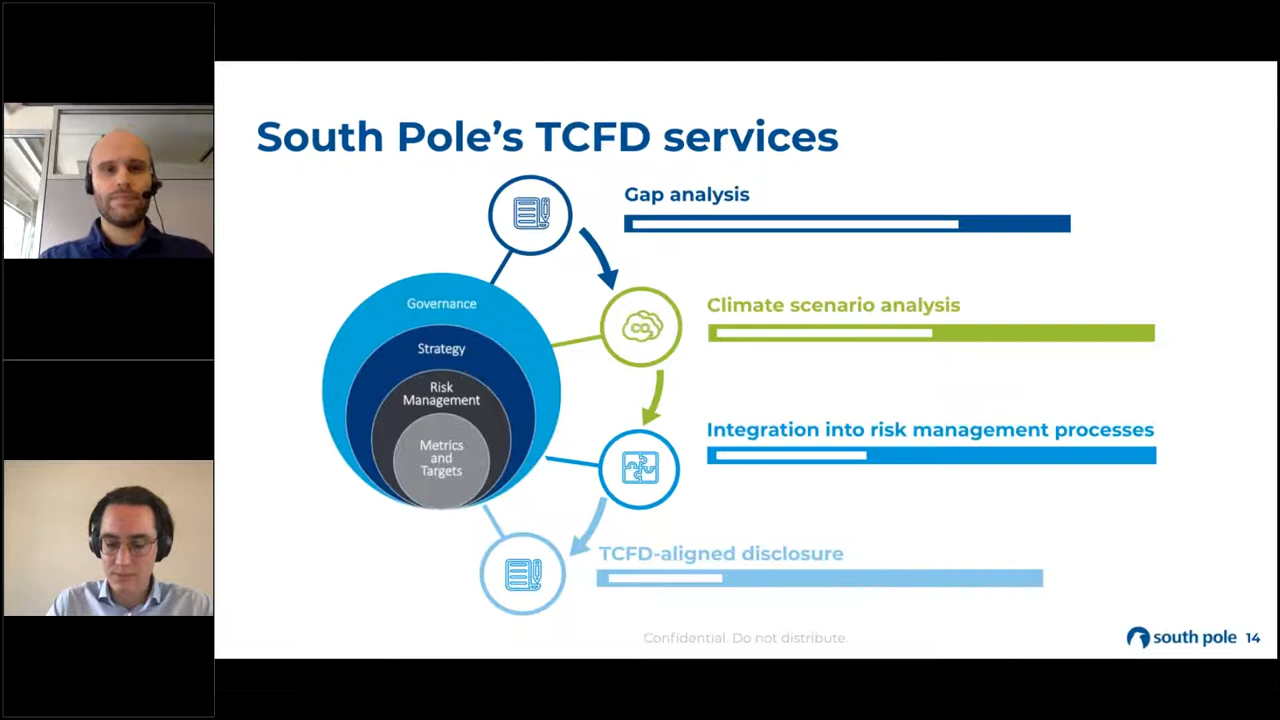 South Pole's TCFD services
Gap analysis
Governance
Climate scenario analysis
CO₂
Strategy
Risk
Management
Integration into risk management processes
Metrics
and
Targets
TCFD-aligned disclosure
Confidential. Do not distribute.
south pole 14